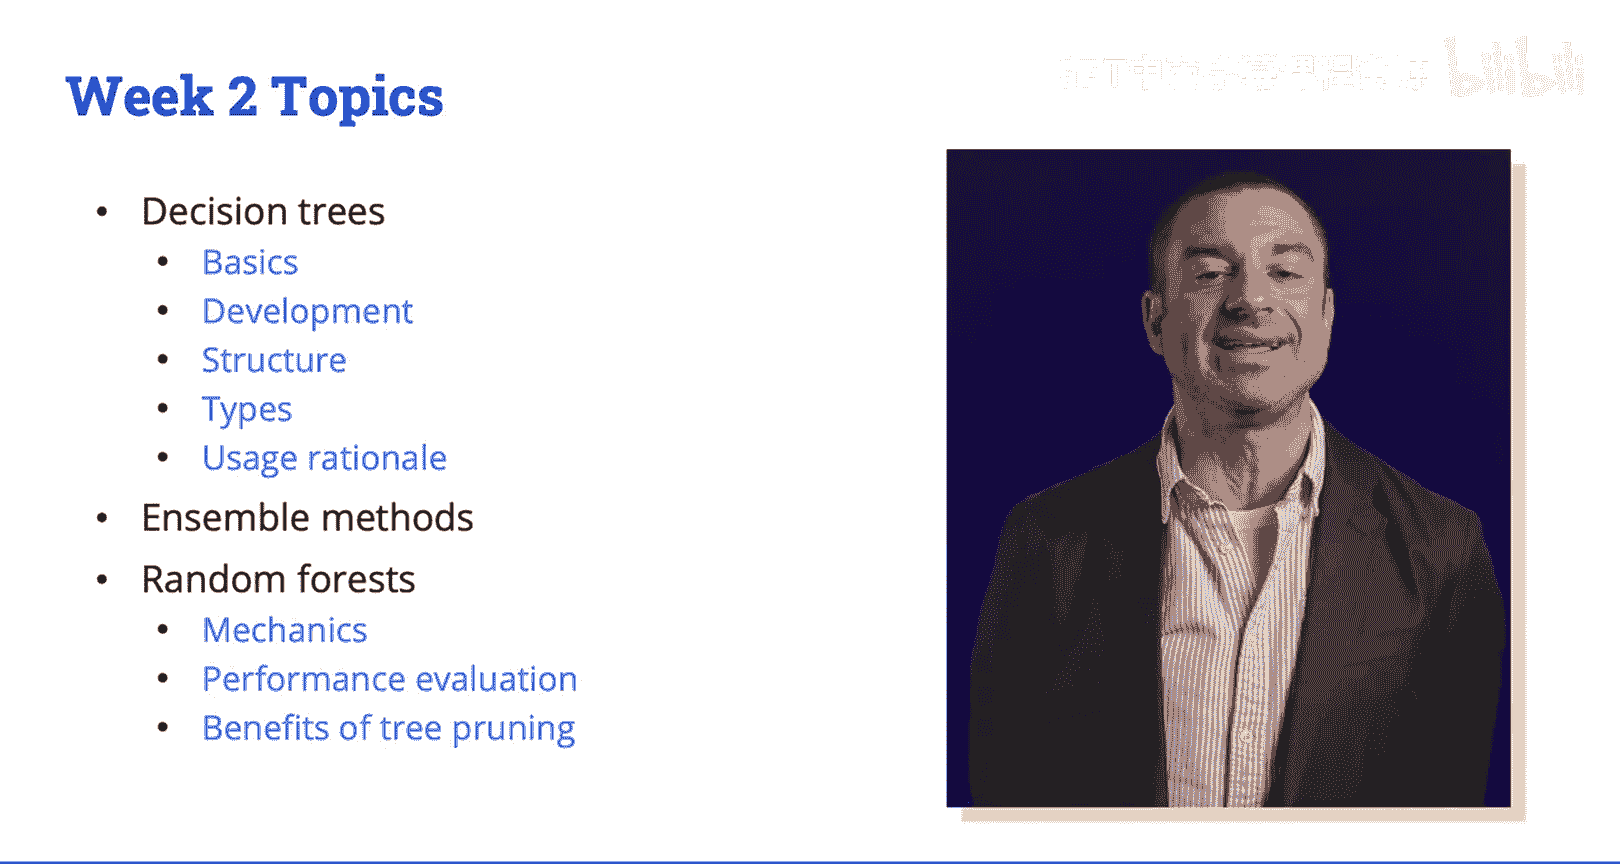 Week 2 Topics
bilibili
• Decision trees
• Basics
• Development
• Structure
• Types
• Usage rationale
• Ensemble methods
• Random forests
• Mechanics
• Performance evaluation
• Benefits of tree pruning